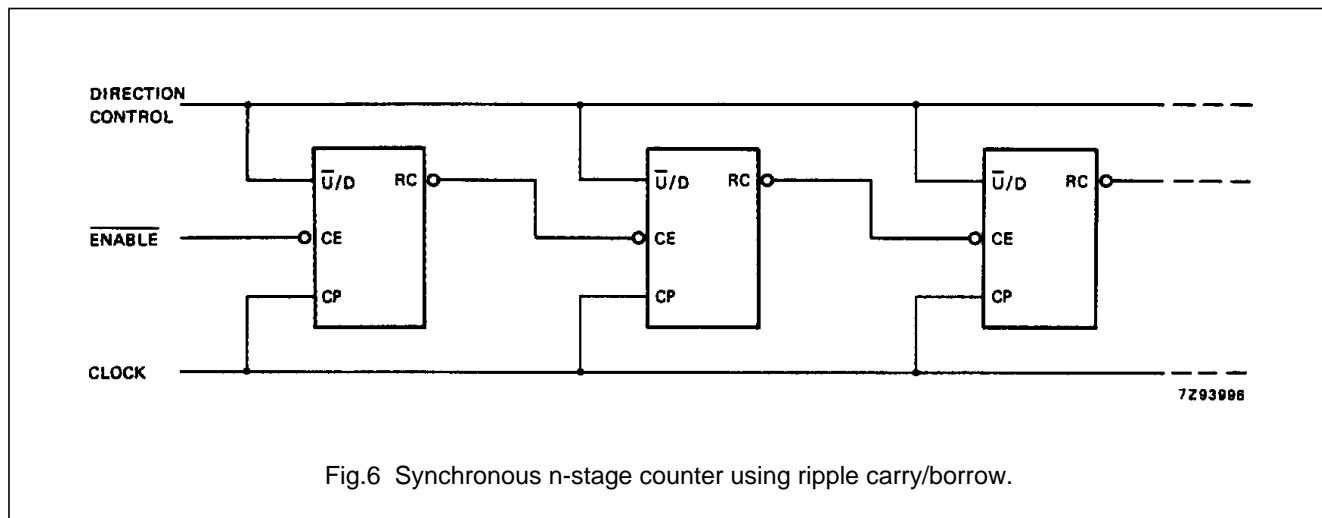 DIRECTION
CONTROL
U̅/D RC
CE
CP
U̅/D RC
CE
CP
U̅/D RC
CE
CP
E̅N̅A̅B̅L̅E̅
CLOCK
7Z93996
Fig.6 Synchronous n-stage counter using ripple carry/borrow.